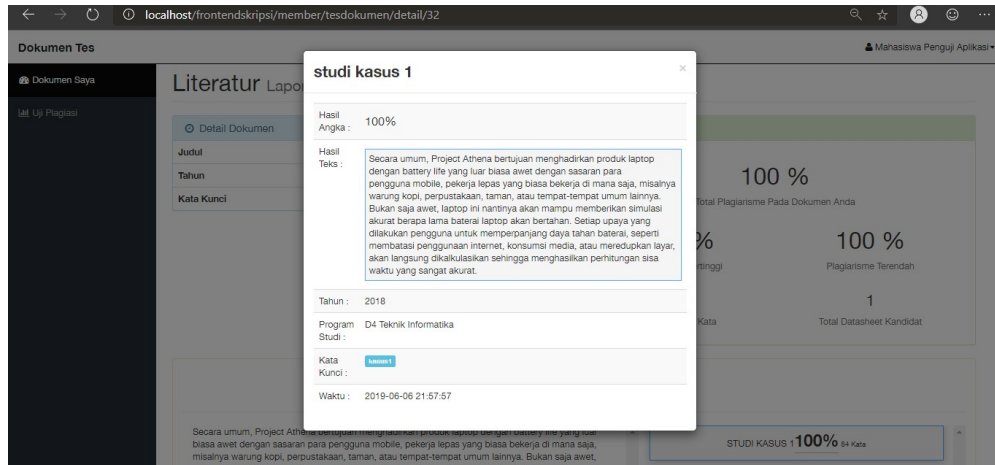 localhost/frontendskripsi/member/tesdokumen/detail/32
Dokumen Tes
Mahasiswa Penguji Aplikasi
Dokumen Saya
Uji Plagiasi
Literatur Lapo
Detail Dokumen
Judul
Tahun
Kata Kunci
studi kasus 1
×
Hasil Angka : 100%
Hasil Teks :
Secara umum, Project Athena bertujuan menghadirkan produk laptop
dengan battery life yang luar biasa awet dengan sasaran para
pengguna mobile, pekerja lepas yang biasa bekerja di mana saja, misalnya
warung kopi, perpustakaan, taman, atau tempat-tempat umum lainnya.
Bukan saja awet, laptop ini nantinya akan mampu memberikan simulasi
akurat berapa lama baterai laptop akan bertahan. Setiap upaya yang
dilakukan pengguna untuk memperpanjang daya tahan baterai, seperti
membatasi penggunaan internet, konsumsi media, atau meredupkan layar,
akan langsung dikalkulasikan sehingga menghasilkan perhitungan sisa
waktu yang sangat akurat.
Tahun : 2018
Program Studi : D4 Teknik Informatika
Kata Kunci : kasus1
Waktu : 2019-06-06 21:57:57
100 %
Total Plagiarisme Pada Dokumen Anda
%
rtinggi
100 %
Plagiarisme Terendah
Kata
1
Total Datasheet Kandidat
Secara umum, Project Athena bertujuan menghadirkan produk laptop dengan battery life yang luar
biasa awet dengan sasaran para pengguna mobile, pekerja lepas yang biasa bekerja di mana saja,
misalnya warung kopi, perpustakaan, taman, atau tempat-tempat umum lainnya. Bukan saja awet,
STUDI KASUS 1 100% 84 Kata